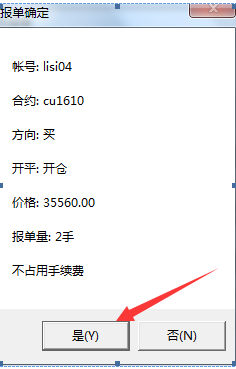 报单确定
帐号: lisi04
合约: cu1610
方向: 买
开平: 开仓
价格: 35560.00
报单量: 2手
不占用手续费
是(Y)
否(N)